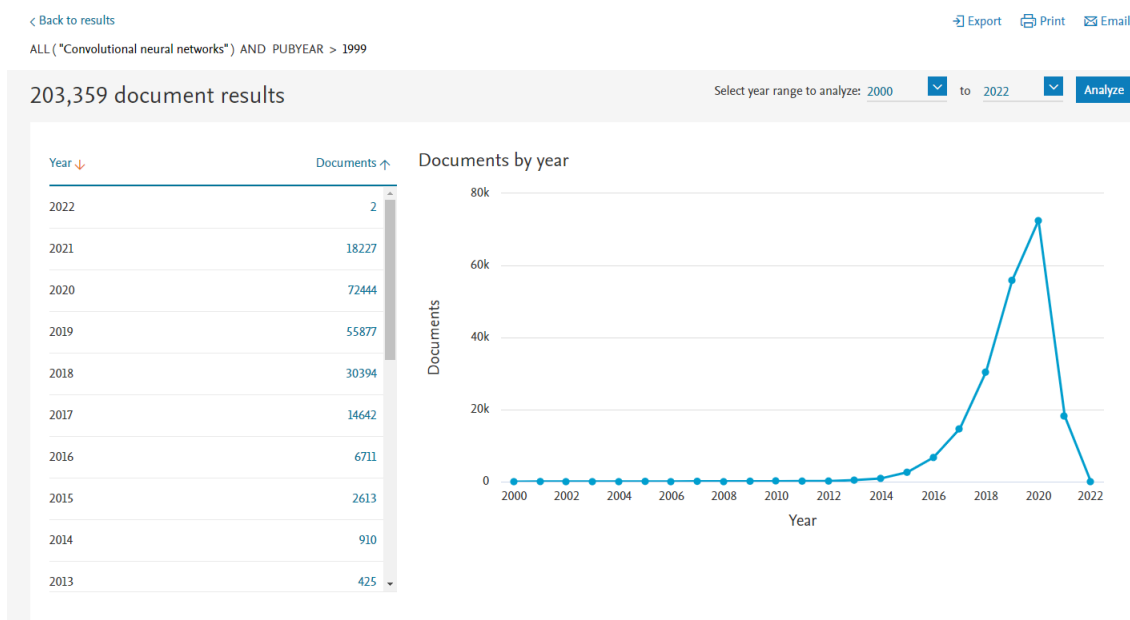 Back to results
Export Print Email
ALL ( "Convolutional neural networks" ) AND PUBYEAR > 1999
203,359 document results
Select year range to analyze: 2000 to 2022 Analyze
Year Documents
2022 2
2021 18227
2020 72444
2019 55877
2018 30394
2017 14642
2016 6711
2015 2613
2014 910
2013 425
Documents by year
80k
60k
40k
20k
0
Documents
2000 2002 2004 2006 2008 2010 2012 2014 2016 2018 2020 2022
Year